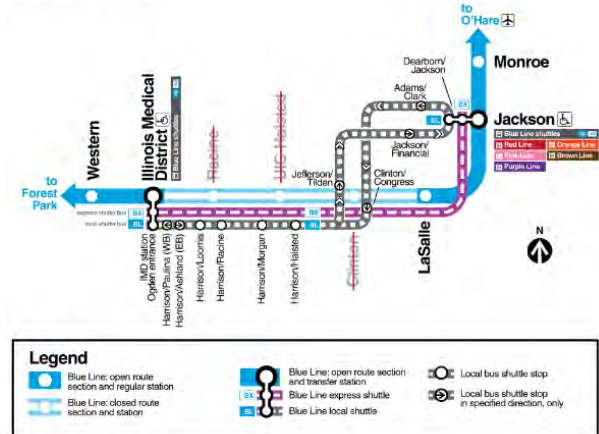 to
O'Hare
Dearborn/
Jackson
Monroe
Adams/
Clark
BX
BL
Jackson
Blue Line shuttles
Red Line
Orange Line
Pink Line
Brown Line
Purple Line
Jackson/
Financial
Western
Illinois Medical
District
Blue Line shuttles
Racine
UIC-Halsted
Jefferson/
Tilden
Clinton/
Congress
to
Forest
Park
express shuttle bus
BX
BX
local shuttle bus
BL
BL
IMD station
Ogden entrance
Harrison/Paulina (WB)
Harrison/Ashland (EB)
Harrison/Loomis
Harrison/Racine
Harrison/Morgan
Harrison/Halsted
Clinton
LaSalle
N
Legend
Blue Line: open route
section and regular station
Blue Line: closed route
section and station
Blue Line: open route section
and transfer station
BX
Blue Line express shuttle
BL
Blue Line local shuttle
Local bus shuttle stop
Local bus shuttle stop
in specified direction, only